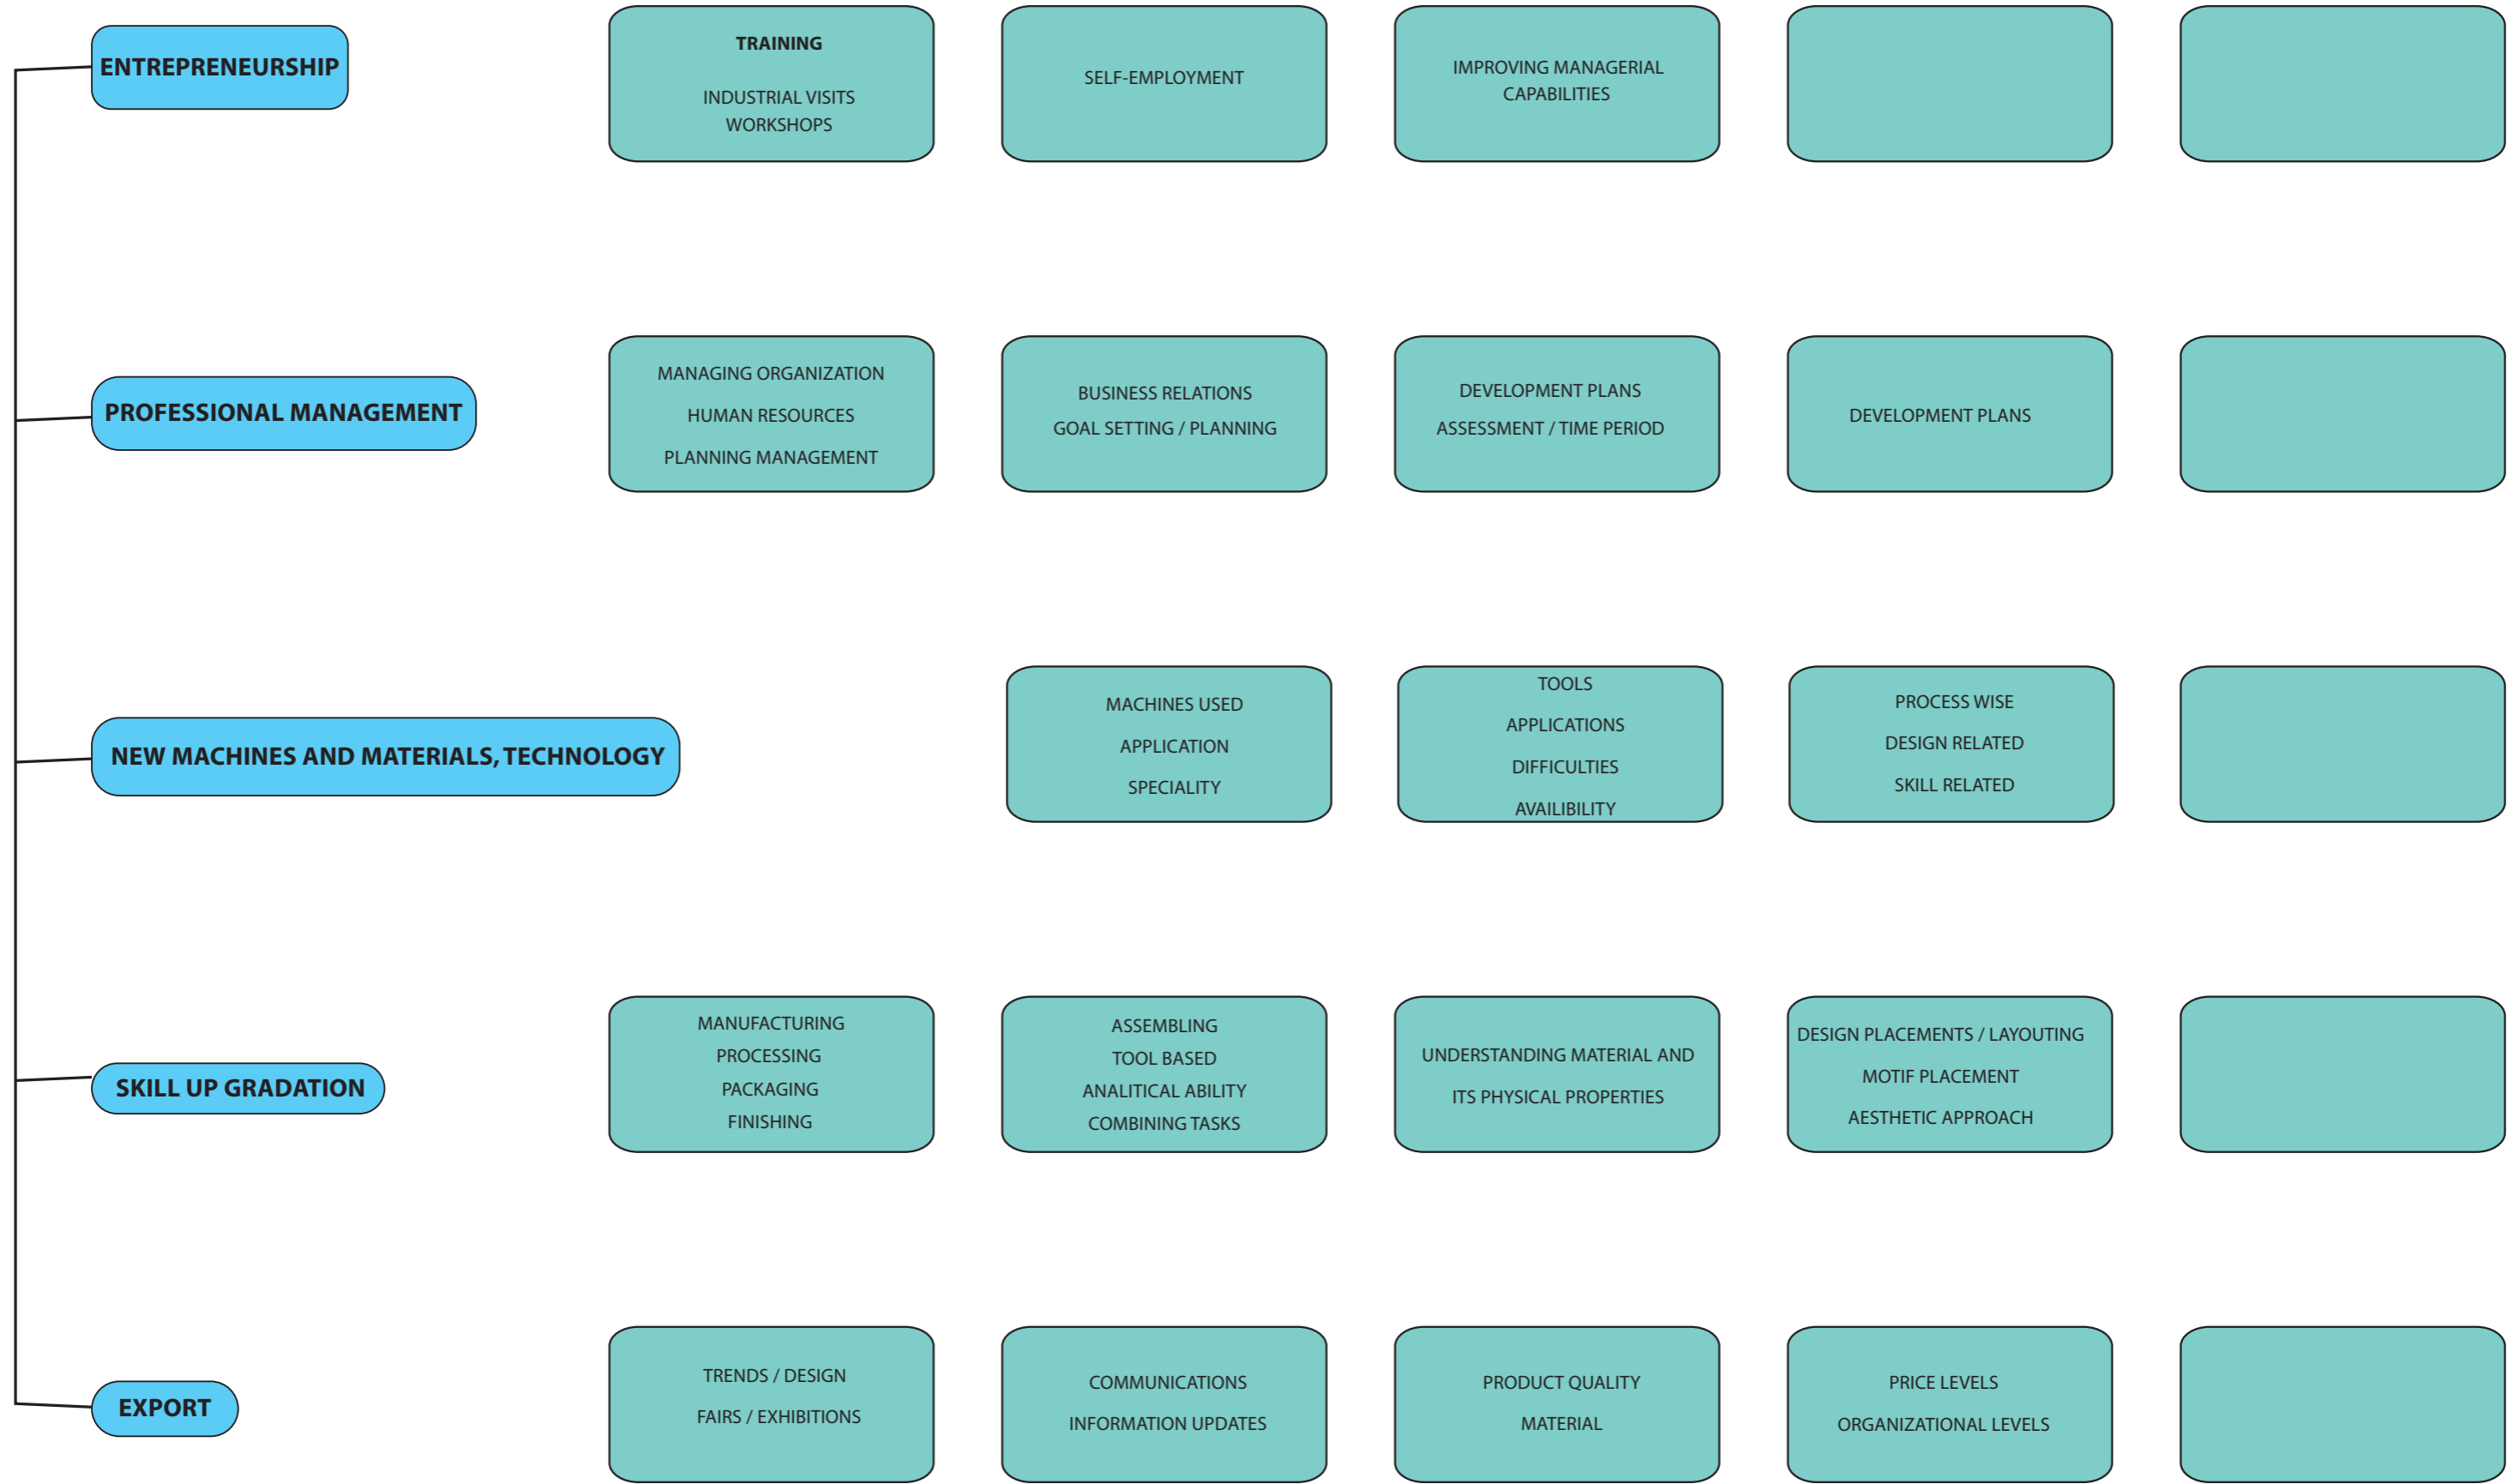 ENTREPRENEURSHIP
TRAINING
INDUSTRIAL VISITS
WORKSHOPS
SELF-EMPLOYMENT
IMPROVING MANAGERIAL
CAPABILITIES
PROFESSIONAL MANAGEMENT
MANAGING ORGANIZATION
HUMAN RESOURCES
PLANNING MANAGEMENT
BUSINESS RELATIONS
GOAL SETTING / PLANNING
DEVELOPMENT PLANS
ASSESSMENT / TIME PERIOD
DEVELOPMENT PLANS
NEW MACHINES AND MATERIALS, TECHNOLOGY
MACHINES USED
APPLICATION
SPECIALITY
TOOLS
APPLICATIONS
DIFFICULTIES
AVAILIBILITY
PROCESS WISE
DESIGN RELATED
SKILL RELATED
SKILL UP GRADATION
MANUFACTURING
PROCESSING
PACKAGING
FINISHING
ASSEMBLING
TOOL BASED
ANALITICAL ABILITY
COMBINING TASKS
UNDERSTANDING MATERIAL AND
ITS PHYSICAL PROPERTIES
DESIGN PLACEMENTS / LAYOUTING
MOTIF PLACEMENT
AESTHETIC APPROACH
EXPORT
TRENDS / DESIGN
FAIRS / EXHIBITIONS
COMMUNICATIONS
INFORMATION UPDATES
PRODUCT QUALITY
MATERIAL
PRICE LEVELS
ORGANIZATIONAL LEVELS